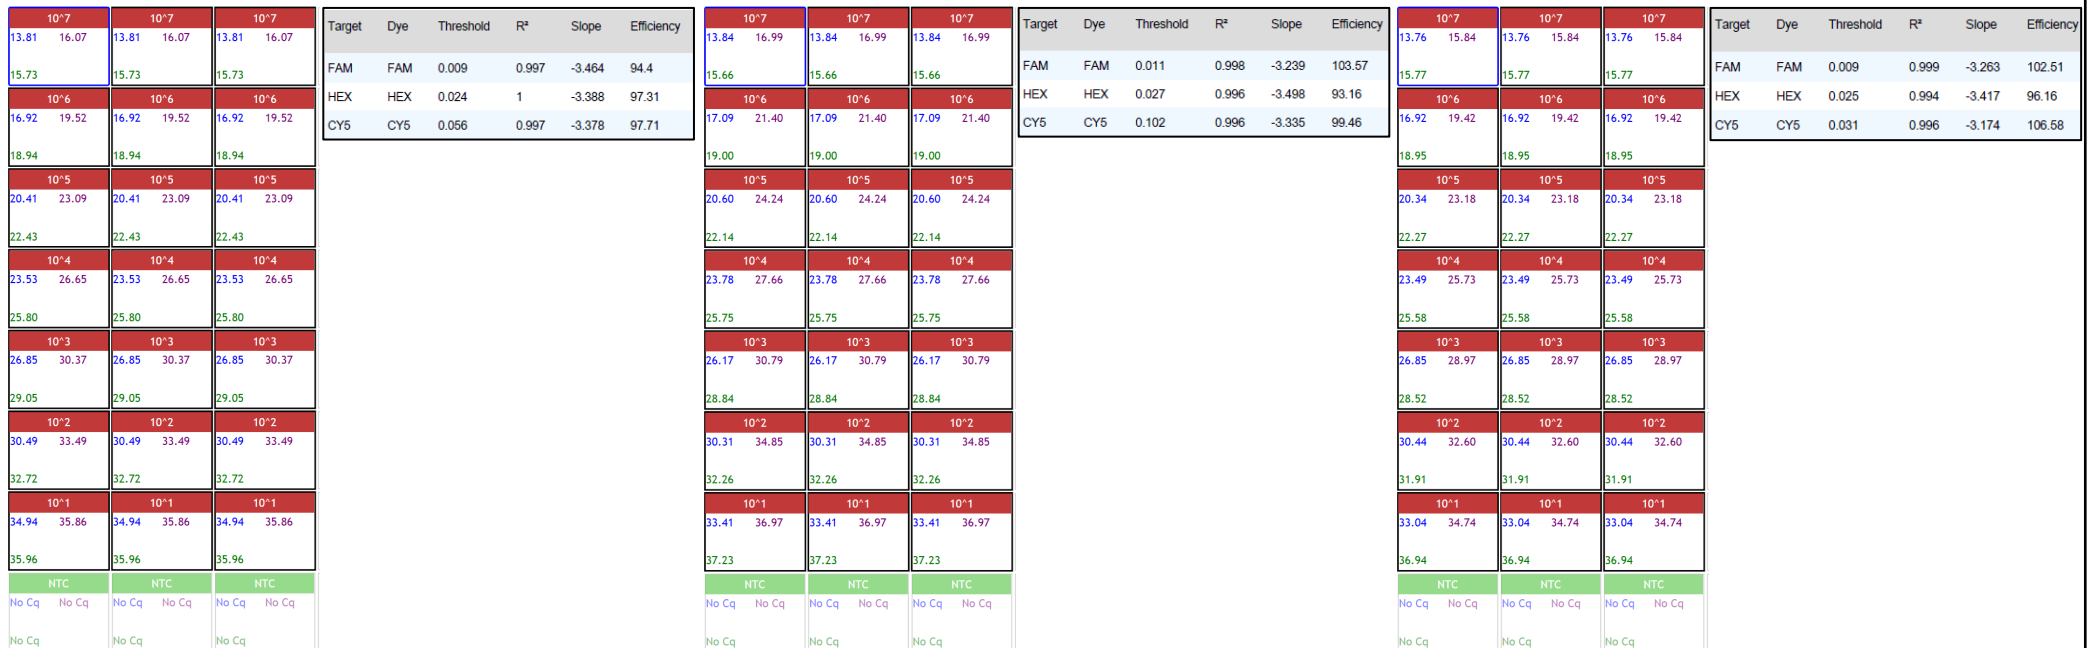 10^7 10^7 10^7
13.81 16.07 13.81 16.07 13.81 16.07
15.73 15.73 15.73
10^6 10^6 10^6
16.92 19.52 16.92 19.52 16.92 19.52
18.94 18.94 18.94
10^5 10^5 10^5
20.41 23.09 20.41 23.09 20.41 23.09
22.43 22.43 22.43
10^4 10^4 10^4
23.53 26.65 23.53 26.65 23.53 26.65
25.80 25.80 25.80
10^3 10^3 10^3
26.85 30.37 26.85 30.37 26.85 30.37
29.05 29.05 29.05
10^2 10^2 10^2
30.49 33.49 30.49 33.49 30.49 33.49
32.72 32.72 32.72
10^1 10^1 10^1
34.94 35.86 34.94 35.86 34.94 35.86
35.96 35.96 35.96
NTC NTC NTC
No Cq No Cq No Cq No Cq No Cq No Cq
No Cq No Cq No Cq
Target Dye Threshold R² Slope Efficiency
FAM FAM 0.009 0.997 -3.464 94.4
HEX HEX 0.024 1 -3.388 97.31
CY5 CY5 0.056 0.997 -3.378 97.71
10^7 10^7 10^7
13.84 16.99 13.84 16.99 13.84 16.99
15.66 15.66 15.66
10^6 10^6 10^6
17.09 21.40 17.09 21.40 17.09 21.40
19.00 19.00 19.00
10^5 10^5 10^5
20.60 24.24 20.60 24.24 20.60 24.24
22.14 22.14 22.14
10^4 10^4 10^4
23.78 27.66 23.78 27.66 23.78 27.66
25.75 25.75 25.75
10^3 10^3 10^3
26.17 30.79 26.17 30.79 26.17 30.79
28.84 28.84 28.84
10^2 10^2 10^2
30.31 34.85 30.31 34.85 30.31 34.85
32.26 32.26 32.26
10^1 10^1 10^1
33.41 36.97 33.41 36.97 33.41 36.97
37.23 37.23 37.23
NTC NTC NTC
No Cq No Cq No Cq No Cq No Cq No Cq
No Cq No Cq No Cq
Target Dye Threshold R² Slope Efficiency
FAM FAM 0.011 0.998 -3.239 103.57
HEX HEX 0.027 0.996 -3.498 93.16
CY5 CY5 0.102 0.996 -3.335 99.46
10^7 10^7 10^7
13.76 15.84 13.76 15.84 13.76 15.84
15.77 15.77 15.77
10^6 10^6 10^6
16.92 19.42 16.92 19.42 16.92 19.42
18.95 18.95 18.95
10^5 10^5 10^5
20.34 23.18 20.34 23.18 20.34 23.18
22.27 22.27 22.27
10^4 10^4 10^4
23.49 25.73 23.49 25.73 23.49 25.73
25.58 25.58 25.58
10^3 10^3 10^3
26.85 28.97 26.85 28.97 26.85 28.97
28.52 28.52 28.52
10^2 10^2 10^2
30.44 32.60 30.44 32.60 30.44 32.60
31.91 31.91 31.91
10^1 10^1 10^1
33.04 34.74 33.04 34.74 33.04 34.74
36.94 36.94 36.94
NTC NTC NTC
No Cq No Cq No Cq No Cq No Cq No Cq
No Cq No Cq No Cq
Target Dye Threshold R² Slope Efficiency
FAM FAM 0.009 0.999 -3.263 102.51
HEX HEX 0.025 0.994 -3.417 96.16
CY5 CY5 0.031 0.996 -3.174 106.58